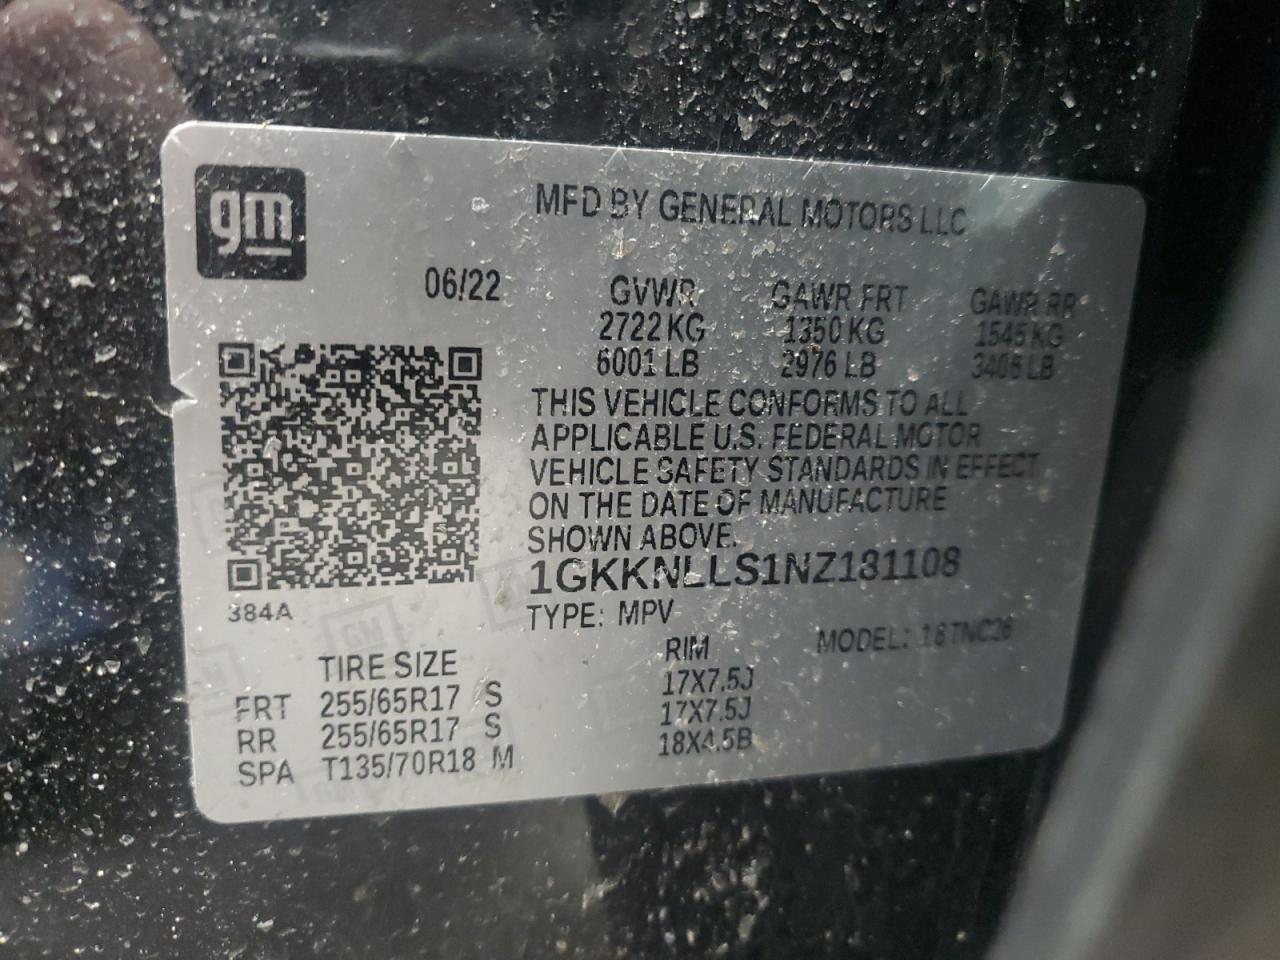 gm
MFD BY GENERAL MOTORS LLC
06/22 GVWR GAWR FRT GAWR RR
2722 KG 1350 KG 1545 KG
6001 LB 2976 LB 3406 LB
THIS VEHICLE CONFORMS TO ALL
APPLICABLE U.S. FEDERAL MOTOR
VEHICLE SAFETY STANDARDS IN EFFECT
ON THE DATE OF MANUFACTURE
SHOWN ABOVE.
1GKKNLLS1NZ181108
384A
TYPE: MPV MODEL: 18TNC26
TIRE SIZE RIM
FRT 255/65R17 S 17X7.5J
RR 255/65R17 S 17X7.5J
SPA T135/70R18 M 18X4.5B